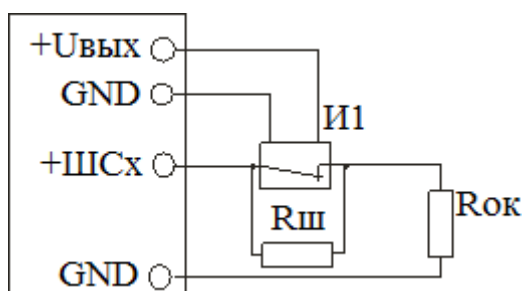 +Uвых
GND
И1
+ШСх
Rш
Rок
GND